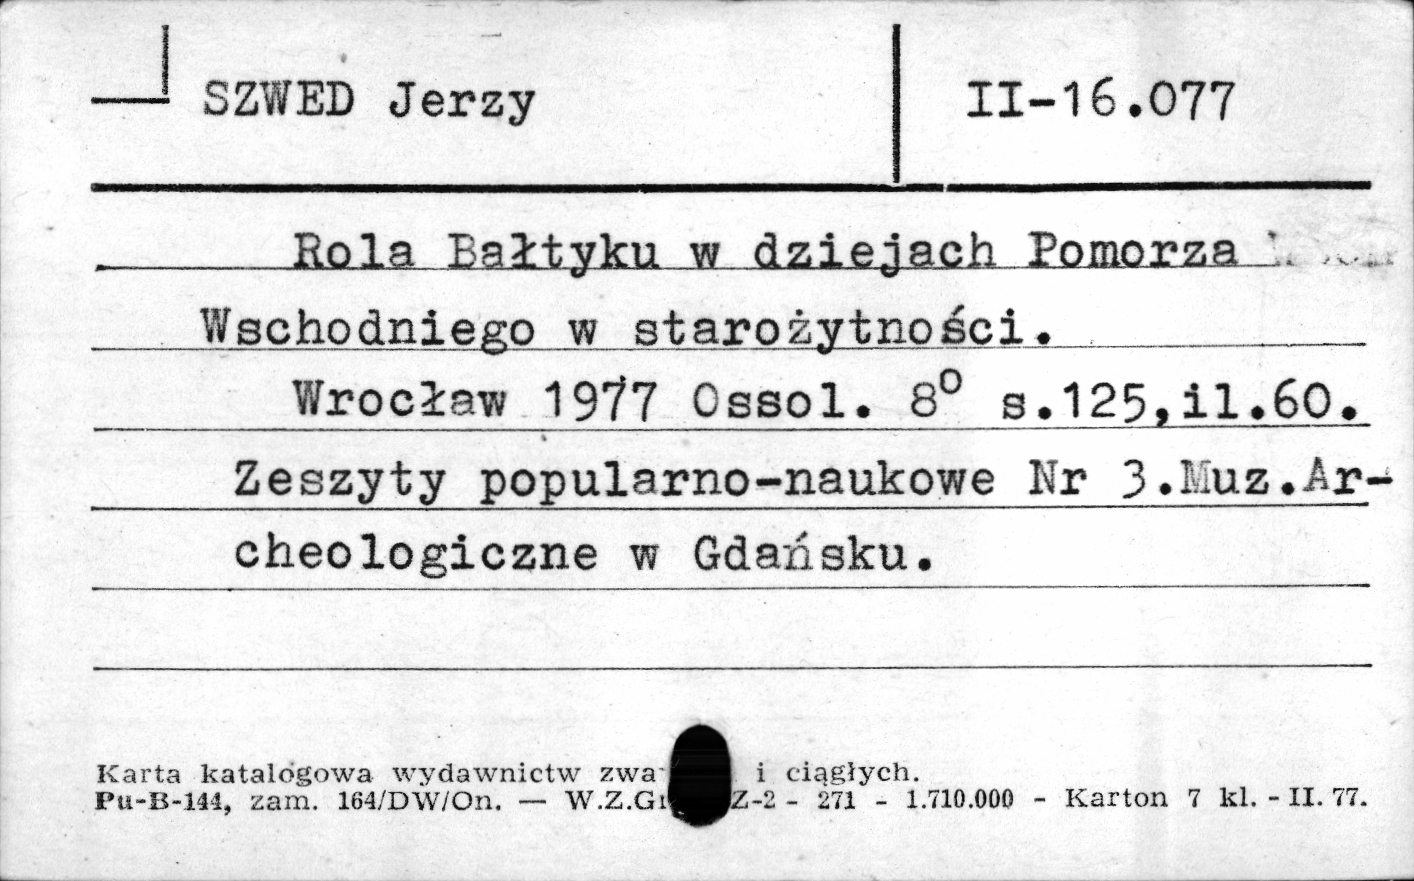 SZWED Jerzy
II-16.077
Rola Bałtyku w dziejach Pomorza
Wschodniego w starożytności.
Wrocław 1977 Ossol. 8° s.125,il.60.
Zeszyty popularno-naukowe Nr 3.Muz.Ar-
cheologiczne w Gdańsku.
Karta katalogowa wydawnictw i ciągłych.
Pu-B-144, zam. 164/DW/On. — Z-2 - 271 - 1.710.000 - Karton 7 kl. - II. 77.